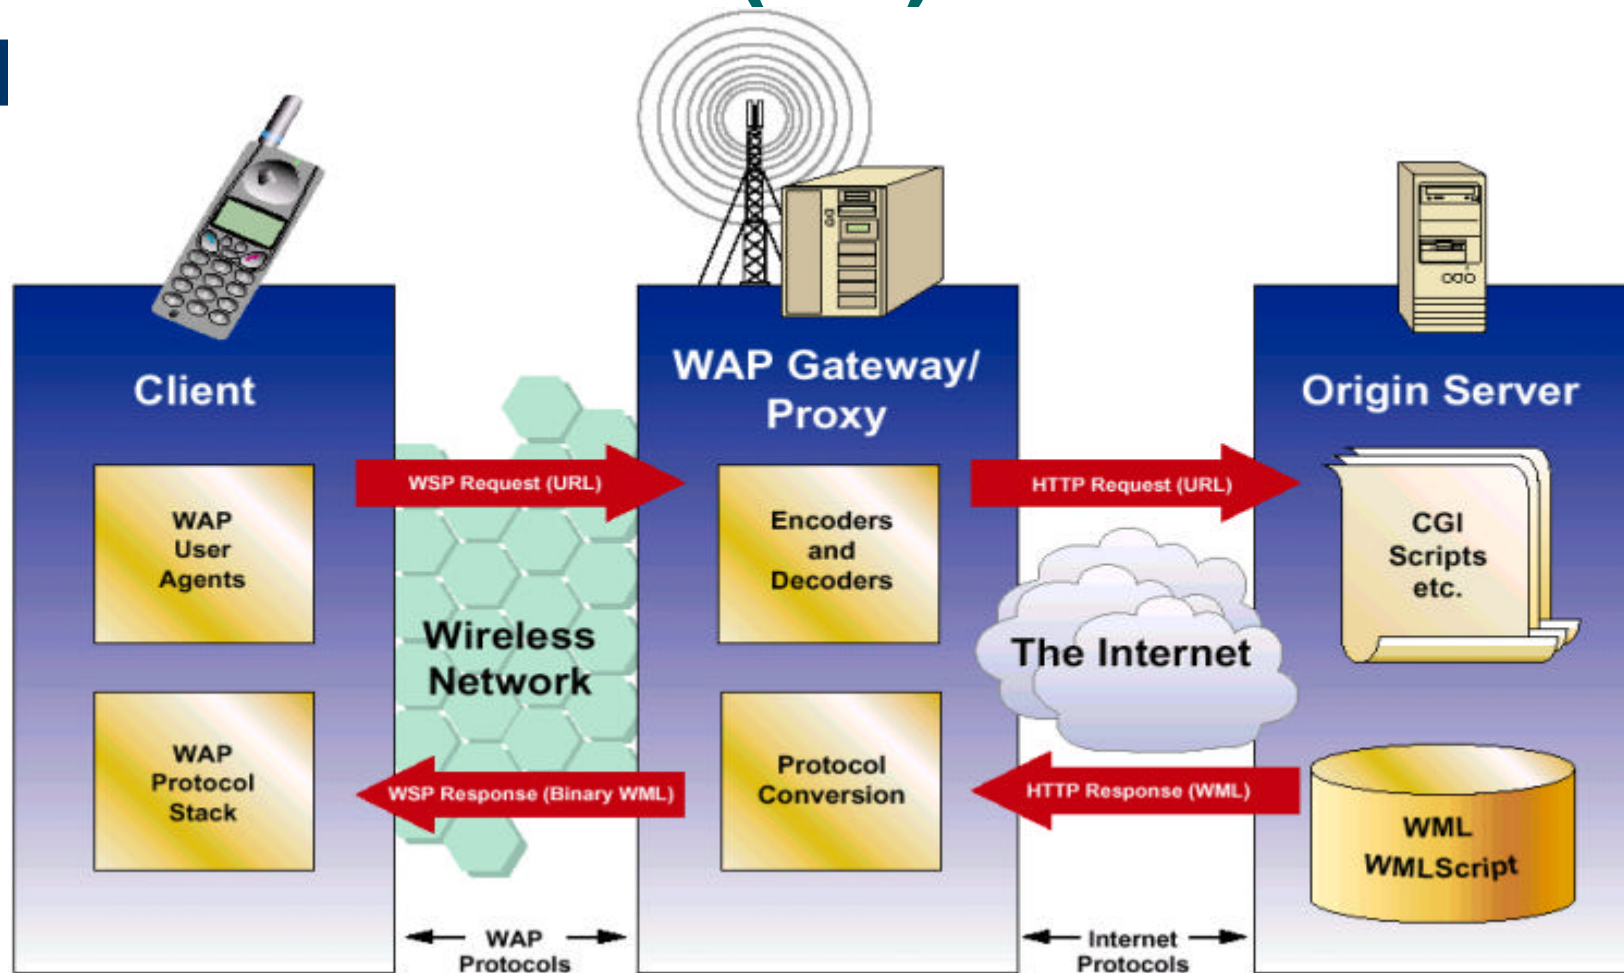 Client
WAP
User
Agents
WAP
Protocol
Stack
WSP Request (URL)
Wireless
Network
WSP Response (Binary WML)
WAP
Protocols
WAP Gateway/
Proxy
Encoders
and
Decoders
Protocol
Conversion
HTTP Request (URL)
The Internet
HTTP Response (WML)
Internet
Protocols
Origin Server
CGI
Scripts
etc.
WML
WMLScript